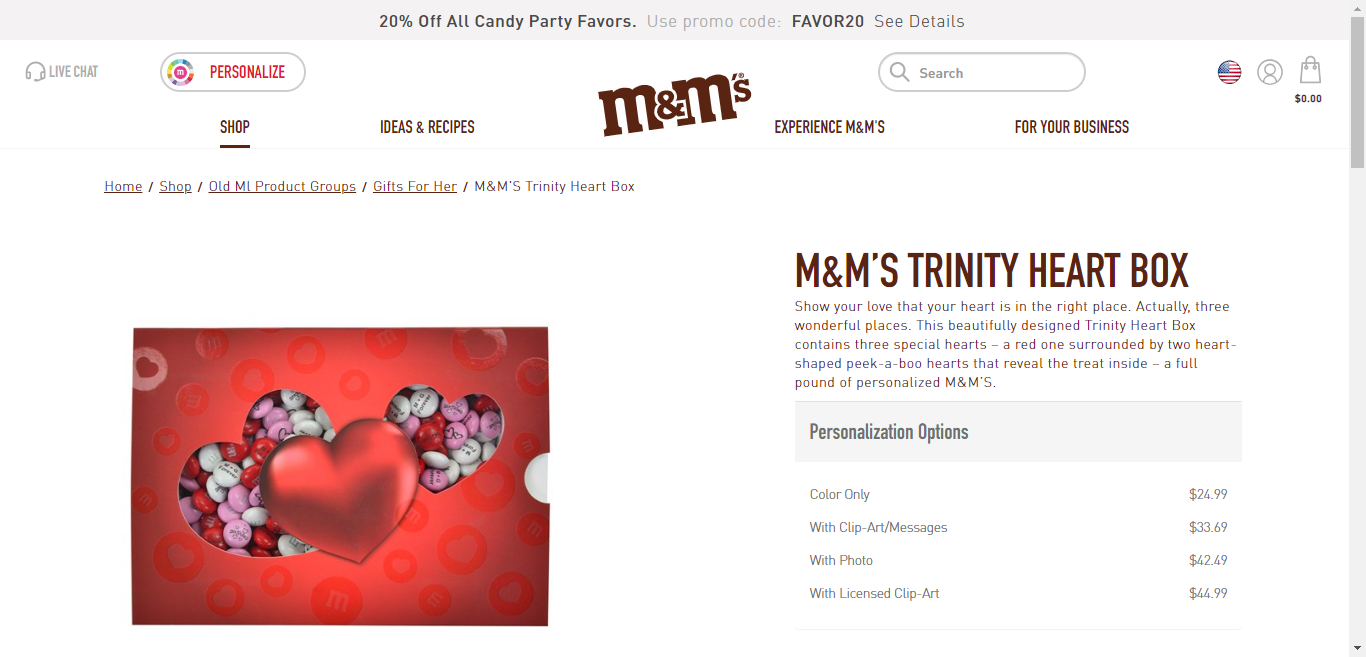 20% Off All Candy Party Favors. Use promo code: FAVOR20 See Details
LIVE CHAT
PERSONALIZE
m&m's®
Search
$0.00
SHOP
IDEAS & RECIPES
EXPERIENCE M&M'S
FOR YOUR BUSINESS
Home / Shop / Old Ml Product Groups / Gifts For Her / M&M'S Trinity Heart Box
M&M’S TRINITY HEART BOX
Show your love that your heart is in the right place. Actually, three
wonderful places. This beautifully designed Trinity Heart Box
contains three special hearts – a red one surrounded by two heart-
shaped peek-a-boo hearts that reveal the treat inside – a full
pound of personalized M&M’S.
Personalization Options
Color Only $24.99
With Clip-Art/Messages $33.69
With Photo $42.49
With Licensed Clip-Art $44.99
M + G
Forever